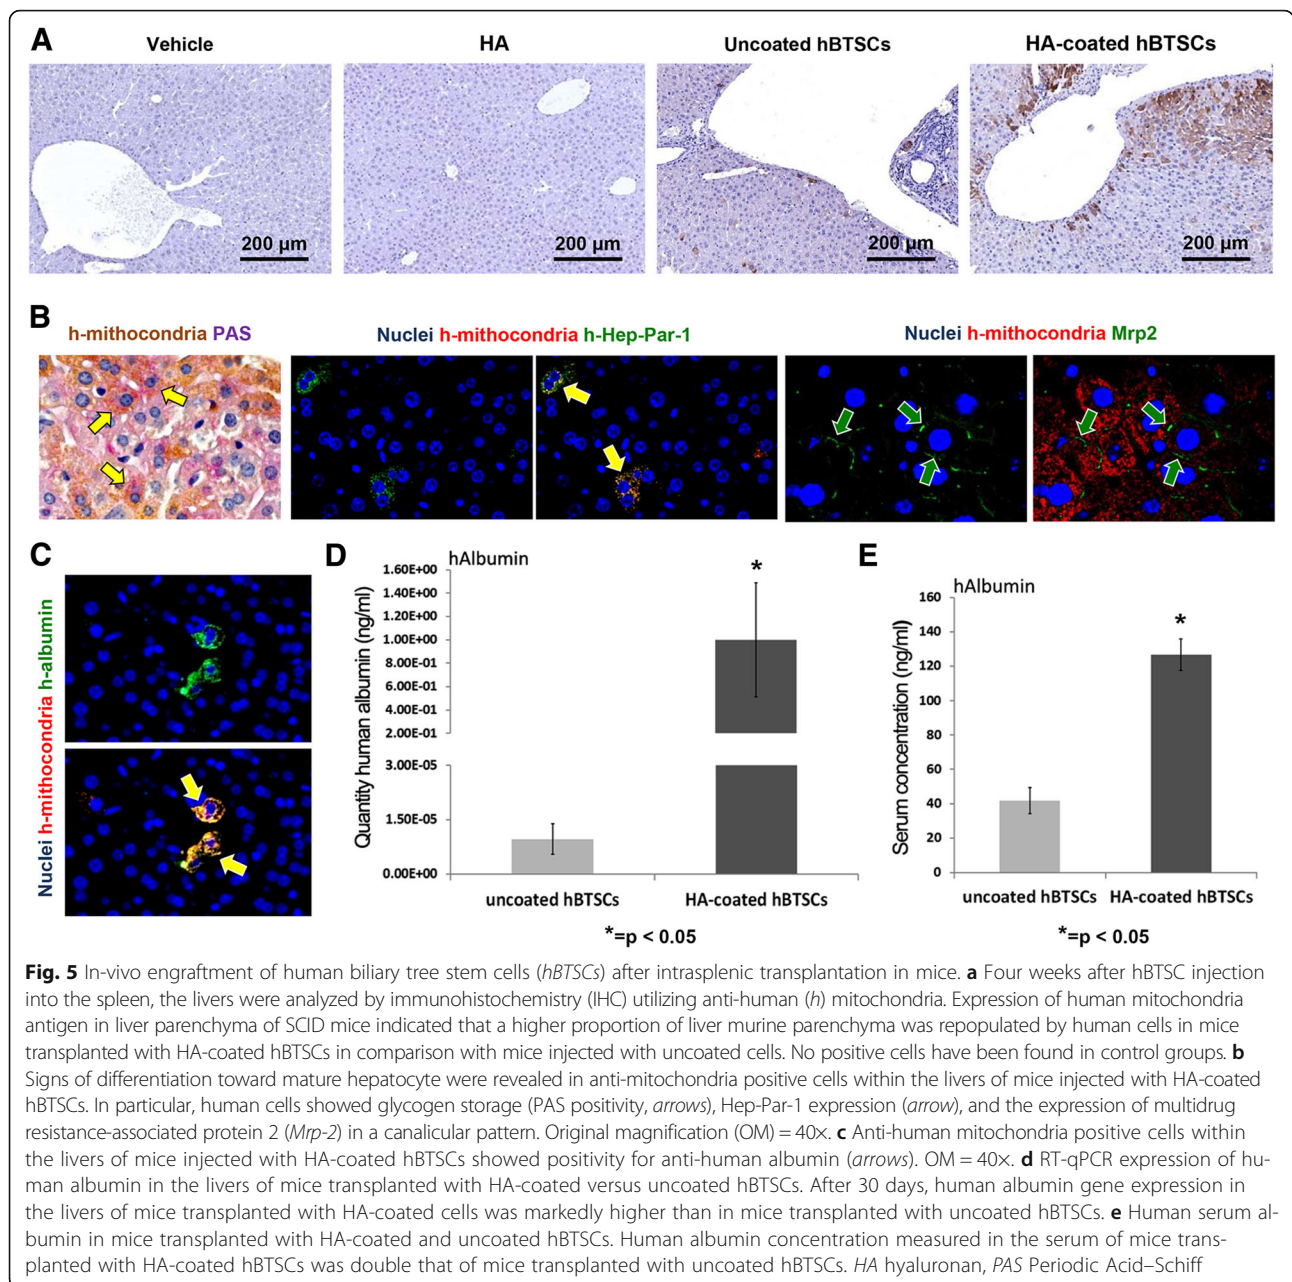 A
Vehicle
HA
Uncoated hBTSCs
HA-coated hBTSCs
200 µm
200 µm
200 µm
200 µm
B
h-mithocondria PAS
Nuclei h-mithocondria h-Hep-Par-1
Nuclei h-mithocondria Mrp2
C
Nuclei h-mithocondria h-albumin
D
hAlbumin
Quantity human albumin (ng/ml)
1.60E+00
1.40E+00
1.20E+00
1.00E+00
8.00E-01
6.00E-01
4.00E-01
2.00E-01
3.00E-05
1.50E-05
0.00E+00
*
uncoated hBTSCs
HA-coated hBTSCs
*=p < 0.05
E
hAlbumin
Serum concentration (ng/ml)
160
140
120
100
80
60
40
20
0
*
uncoated hBTSCs
HA-coated hBTSCs
*=p < 0.05
Fig. 5 In-vivo engraftment of human biliary tree stem cells (hBTSCs) after intrasplenic transplantation in mice. a Four weeks after hBTSC injection
into the spleen, the livers were analyzed by immunohistochemistry (IHC) utilizing anti-human (h) mitochondria. Expression of human mitochondria
antigen in liver parenchyma of SCID mice indicated that a higher proportion of liver murine parenchyma was repopulated by human cells in mice
transplanted with HA-coated hBTSCs in comparison with mice injected with uncoated cells. No positive cells have been found in control groups. b
Signs of differentiation toward mature hepatocyte were revealed in anti-mitochondria positive cells within the livers of mice injected with HA-coated
hBTSCs. In particular, human cells showed glycogen storage (PAS positivity, arrows), Hep-Par-1 expression (arrow), and the expression of multidrug
resistance-associated protein 2 (Mrp-2) in a canalicular pattern. Original magnification (OM) = 40×. c Anti-human mitochondria positive cells within
the livers of mice injected with HA-coated hBTSCs showed positivity for anti-human albumin (arrows). OM = 40×. d RT-qPCR expression of hu-
man albumin in the livers of mice transplanted with HA-coated versus uncoated hBTSCs. After 30 days, human albumin gene expression in
the livers of mice transplanted with HA-coated cells was markedly higher than in mice transplanted with uncoated hBTSCs. e Human serum al-
bumin in mice transplanted with HA-coated and uncoated hBTSCs. Human albumin concentration measured in the serum of mice trans-
planted with HA-coated hBTSCs was double that of mice transplanted with uncoated hBTSCs. HA hyaluronan, PAS Periodic Acid–Schiff